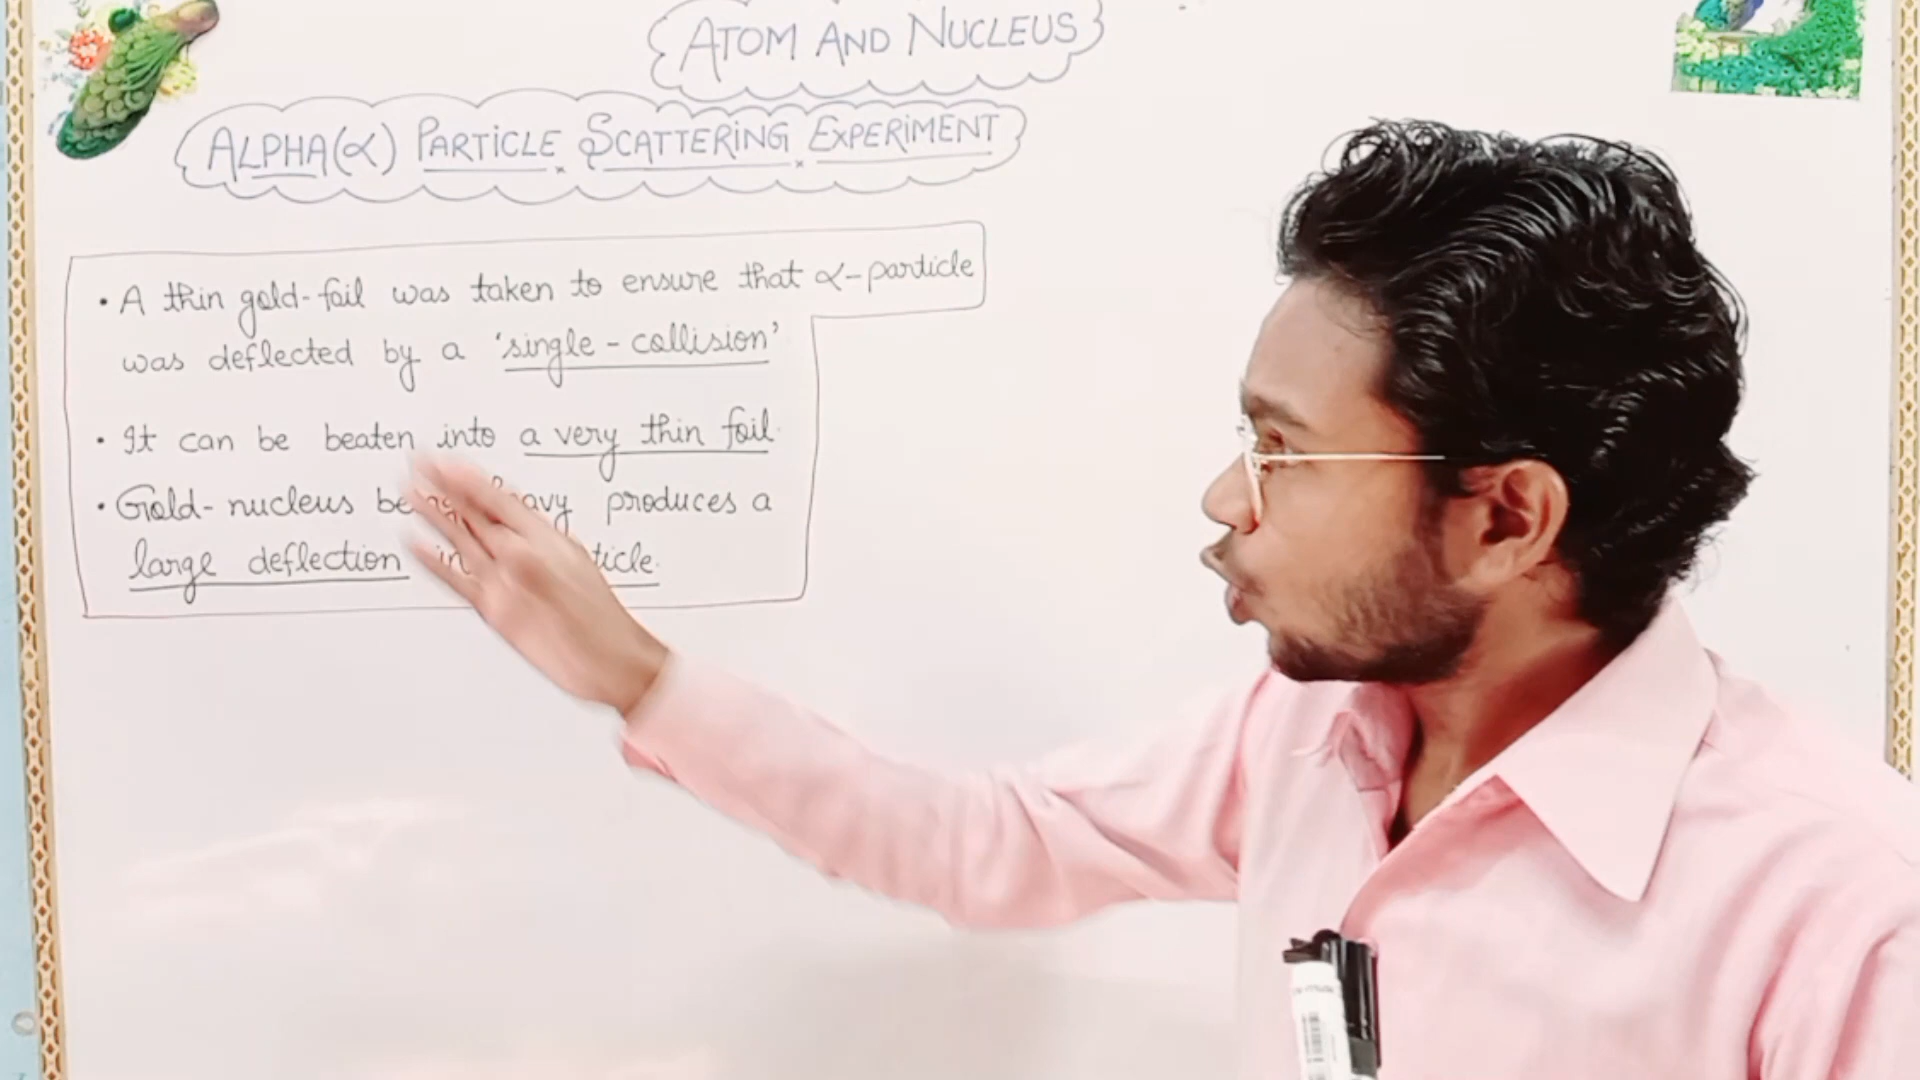 ATOM AND NUCLEUS
ALPHA(α) PARTICLE SCATTERING EXPERIMENT
• A thin gold-foil was taken to ensure that α-particle
was deflected by a 'single-collision'
• It can be beaten into a very thin foil.
• Gold-nucleus produces a
large deflection in